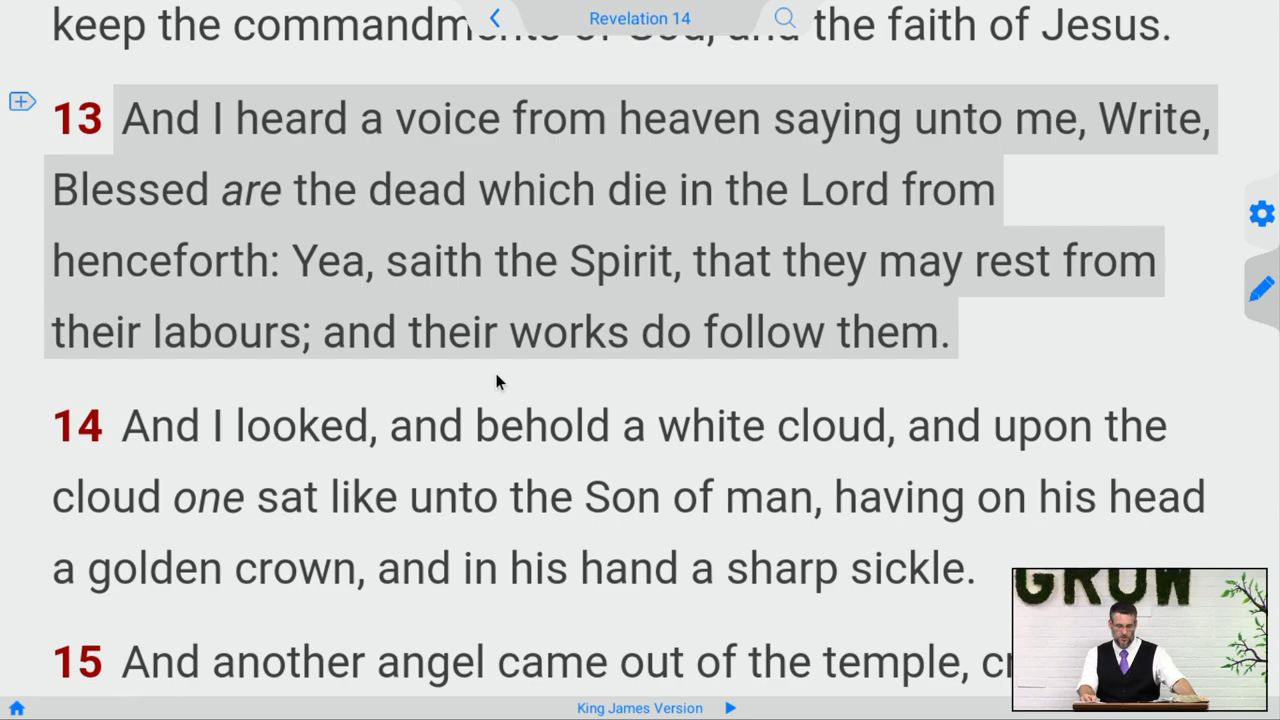 Revelation 14
keep the commandments of God, and the faith of Jesus.
13 And I heard a voice from heaven saying unto me, Write,
Blessed are the dead which die in the Lord from
henceforth: Yea, saith the Spirit, that they may rest from
their labours; and their works do follow them.
14 And I looked, and behold a white cloud, and upon the
cloud one sat like unto the Son of man, having on his head
a golden crown, and in his hand a sharp sickle.
15 And another angel came out of the temple,
GROW
King James Version